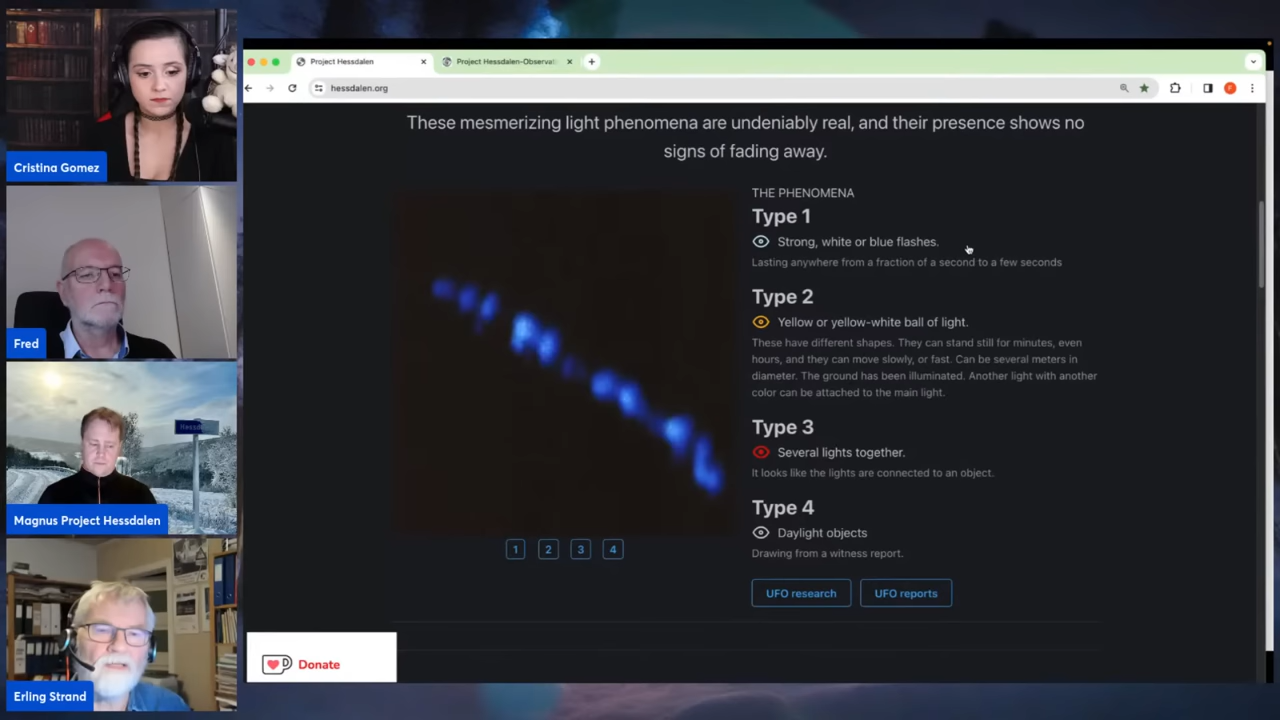 Cristina Gomez
Fred
Magnus Project Hessdalen
Erling Strand
Project Hessdalen
Project Hessdalen-Observati
hessdalen.org
F
These mesmerizing light phenomena are undeniably real, and their presence shows no
signs of fading away.
THE PHENOMENA
Type 1
Strong, white or blue flashes.
Lasting anywhere from a fraction of a second to a few seconds
Type 2
Yellow or yellow-white ball of light.
These have different shapes. They can stand still for minutes, even
hours, and they can move slowly, or fast. Can be several meters in
diameter. The ground has been illuminated. Another light with another
color can be attached to the main light.
Type 3
Several lights together.
It looks like the lights are connected to an object.
Type 4
Daylight objects
Drawing from a witness report.
1 2 3 4
UFO research UFO reports
Donate